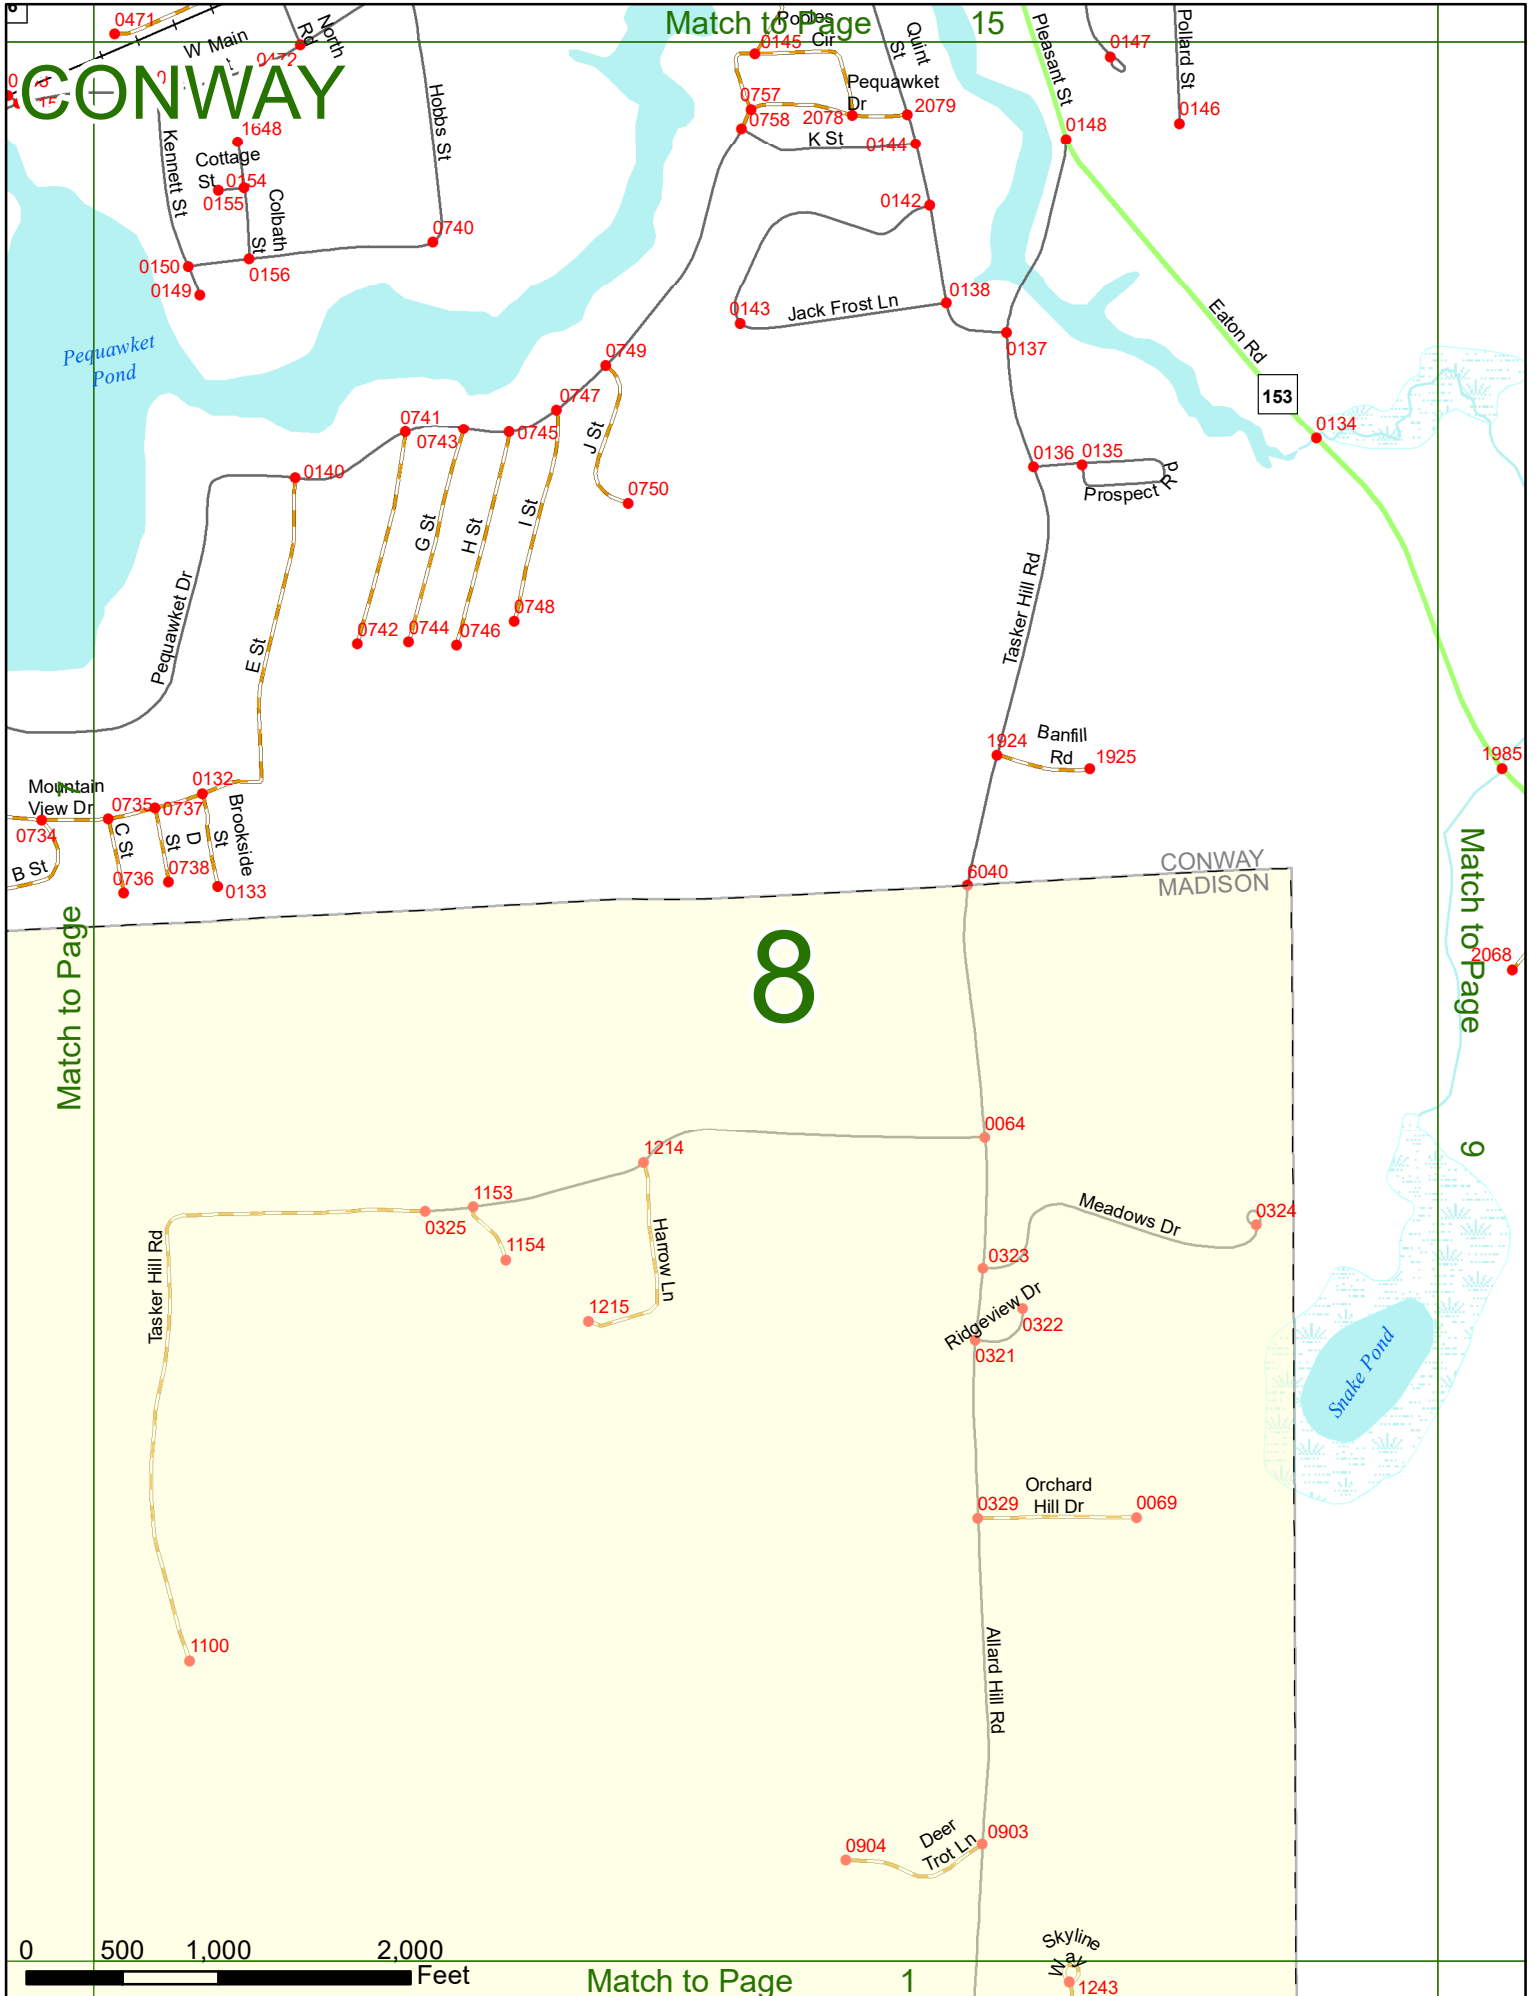 Match to Page 15
0471
W Main
North
Rd
0472
CONWAY
Peoples
Cir
0145
Quint
St
Pleasant St
0147
Pollard St
0146
Pequawket
Dr
0757
0758
2078
2079
K St
0144
0148
Hobbs St
1648
Kennett St
Cottage
St
0154
0155
Colbath
St
0142
0740
0150
0156
0149
0138
0143
Jack Frost Ln
0137
Eaton Rd
Pequawket
Pond
0749
153
0747
0741
0743
0745
0134
J St
0140
0136
0135
Prospect
Rd
0750
G St
H St
I St
Tasker Hill Rd
Pequawket Dr
E St
0748
0742
0744
0746
Banfill
Rd
1924
1925
1985
Mountain
View Dr
0132
0735
0737
0734
C St
D
St
Brookside
St
B St
0736
0738
0133
6040
CONWAY
MADISON
Match to Page 7
Match to Page 9
8
2068
0064
1214
1153
0325
1154
Harrow Ln
Tasker Hill Rd
Meadows Dr
0324
0323
1215
Ridgeview Dr
0322
0321
Snake Pond
Orchard
Hill Dr
0329
0069
1100
Allard Hill Rd
Deer
Trot Ln
0903
0904
Skyline
Way
1243
0 500 1,000 2,000
Feet
Match to Page 1